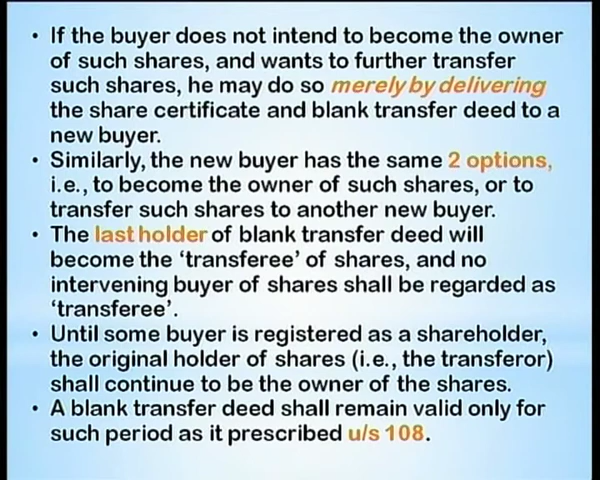 • If the buyer does not intend to become the owner
of such shares, and wants to further transfer
such shares, he may do so merely by delivering
the share certificate and blank transfer deed to a
new buyer.
• Similarly, the new buyer has the same 2 options,
i.e., to become the owner of such shares, or to
transfer such shares to another new buyer.
• The last holder of blank transfer deed will
become the ‘transferee’ of shares, and no
intervening buyer of shares shall be regarded as
‘transferee’.
• Until some buyer is registered as a shareholder,
the original holder of shares (i.e., the transferor)
shall continue to be the owner of the shares.
• A blank transfer deed shall remain valid only for
such period as it prescribed u/s 108.